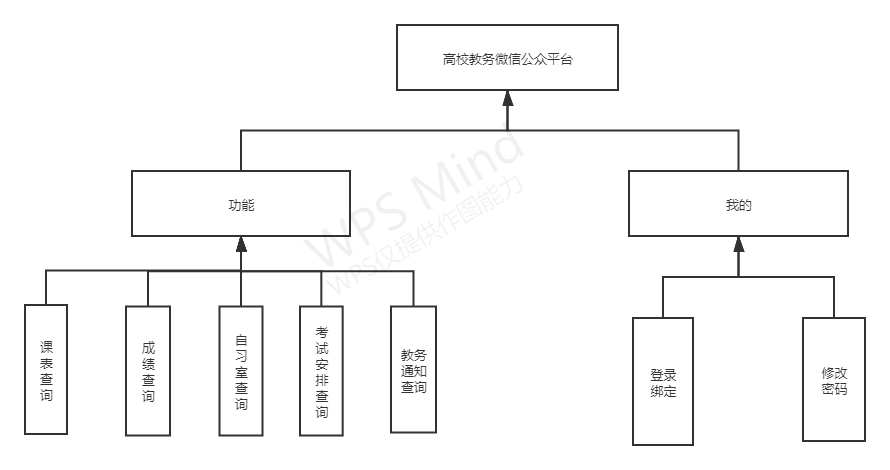 高校教务微信公众平台
WPS Mind
WPS仅提供作图能力
功能
我的
课
表
查
询
成
绩
查
询
自
习
室
查
询
考
试
安
排
查
询
教务
通知
查询
登录
绑定
修改
密码